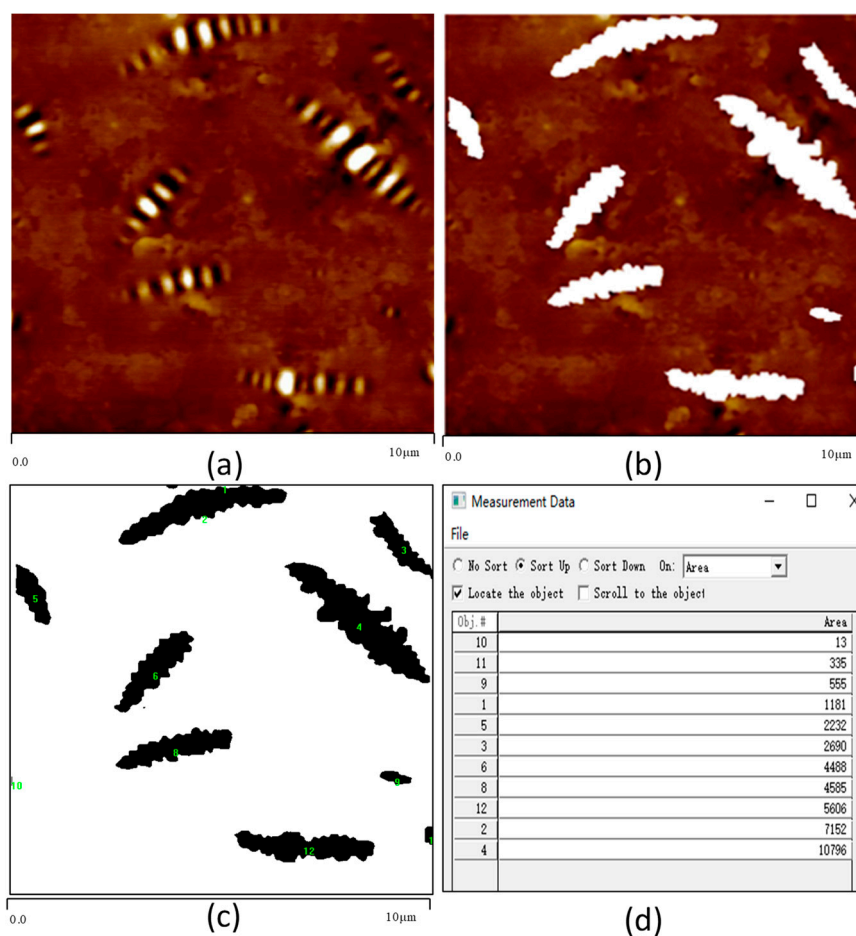 0.0
10μm
(a)
0.0
10μm
(b)
1
2
3
5
4
6
8
10
9
12
0.0
10μm
(c)
Measurement Data
File
No Sort Sort Up Sort Down On: Area
Locate the object Scroll to the object
Obj.# Area
10 13
11 335
9 555
1 1181
5 2232
3 2690
6 4488
8 4585
12 5606
2 7152
4 10796
(d)